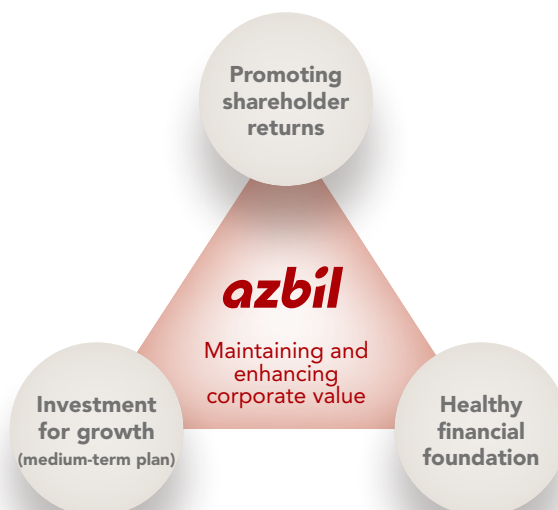 Promoting
shareholder
returns
azbil
Maintaining and
enhancing
corporate value
Investment
for growth
(medium-term plan)
Healthy
financial
foundation